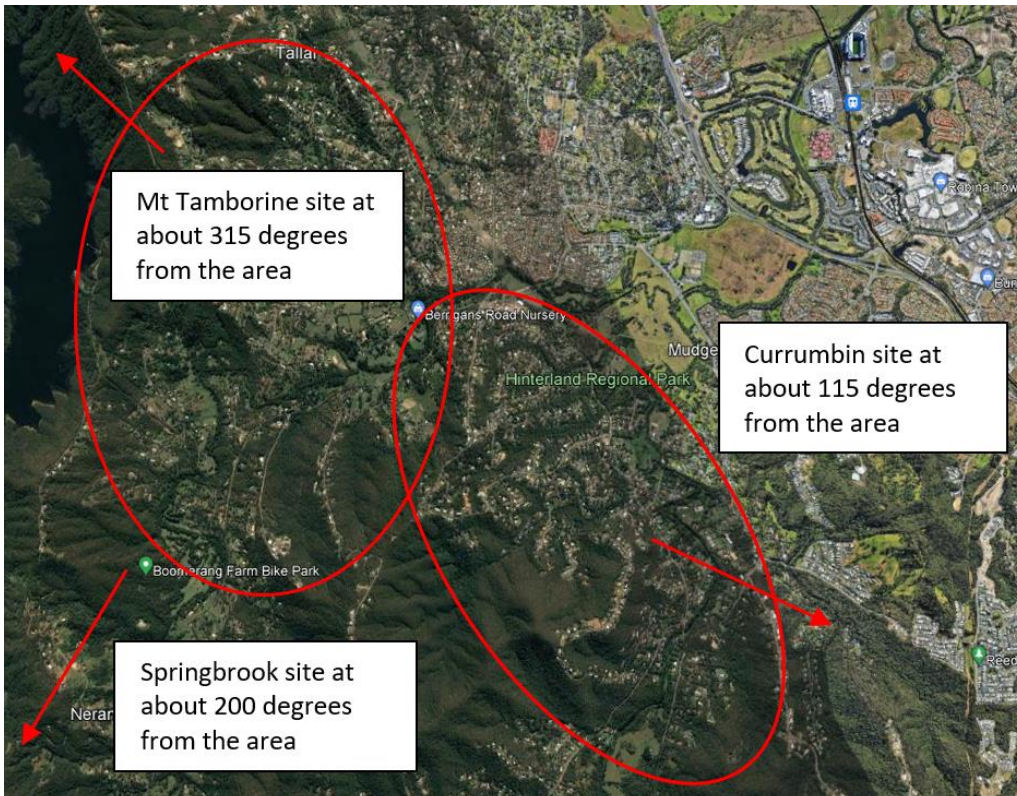 Tallai
Mt Tamborine site at
about 315 degrees
from the area
Robina Tow
Bun
Berrigans Road Nursery
Mudge
Hinterland Regional Park
Currumbin site at
about 115 degrees
from the area
Boomerang Farm Bike Park
Springbrook site at
about 200 degrees
from the area
Neran
Reed